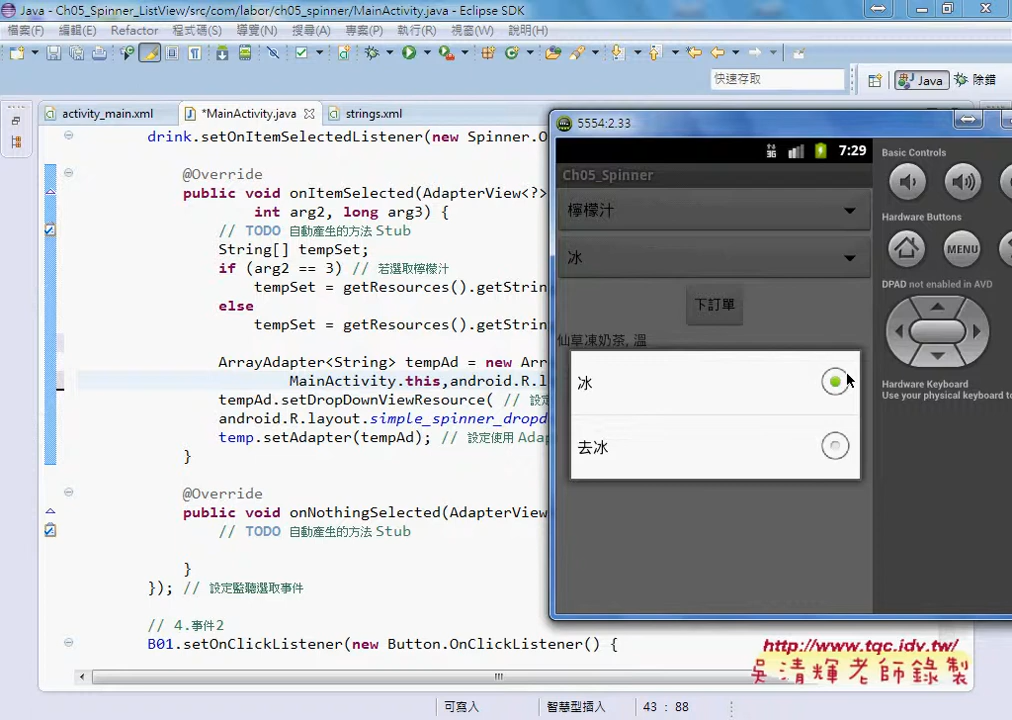 Java - Ch05_Spinner_ListView/src/com/labor/ch05_spinner/MainActivity.java - Eclipse SDK
檔案(F) 編輯(E) Refactor 程式碼(S) 導覽(N) 搜尋(A) 專案(P) 執行(R) 視窗(W) 說明(H)
快速存取
Java
除錯
activity_main.xml
*MainActivity.java
strings.xml
drink.setOnItemSelectedListener(new Spinner.O
@Override
public void onItemSelected(AdapterView<?>
int arg2, long arg3) {
// TODO 自動產生的方法 Stub
String[] tempSet;
if (arg2 == 3) // 若選取檸檬汁
tempSet = getResources().getStrin
else
tempSet = getResources().getStrin
ArrayAdapter<String> tempAd = new Arr
MainActivity.this,android.R.l
tempAd.setDropDownViewResource( // 設定
android.R.layout.simple_spinner_dropd
temp.setAdapter(tempAd); // 設定使用 Adap
}
@Override
public void onNothingSelected(AdapterView
// TODO 自動產生的方法 Stub
}
}); // 設定監聽選取事件
// 4.事件2
B01.setOnClickListener(new Button.OnClickListener() {
可寫入
智慧型插入
43 : 88
5554:2.33
3G
7:29
Ch05_Spinner
檸檬汁
冰
下訂單
仙草凍奶茶, 溫
冰
去冰
Basic Controls
Hardware Buttons
MENU
DPAD not enabled in AVD
Hardware Keyboard
Use your physical keyboard to
http://www.tqc.idv.tw/
吳清輝老師錄製